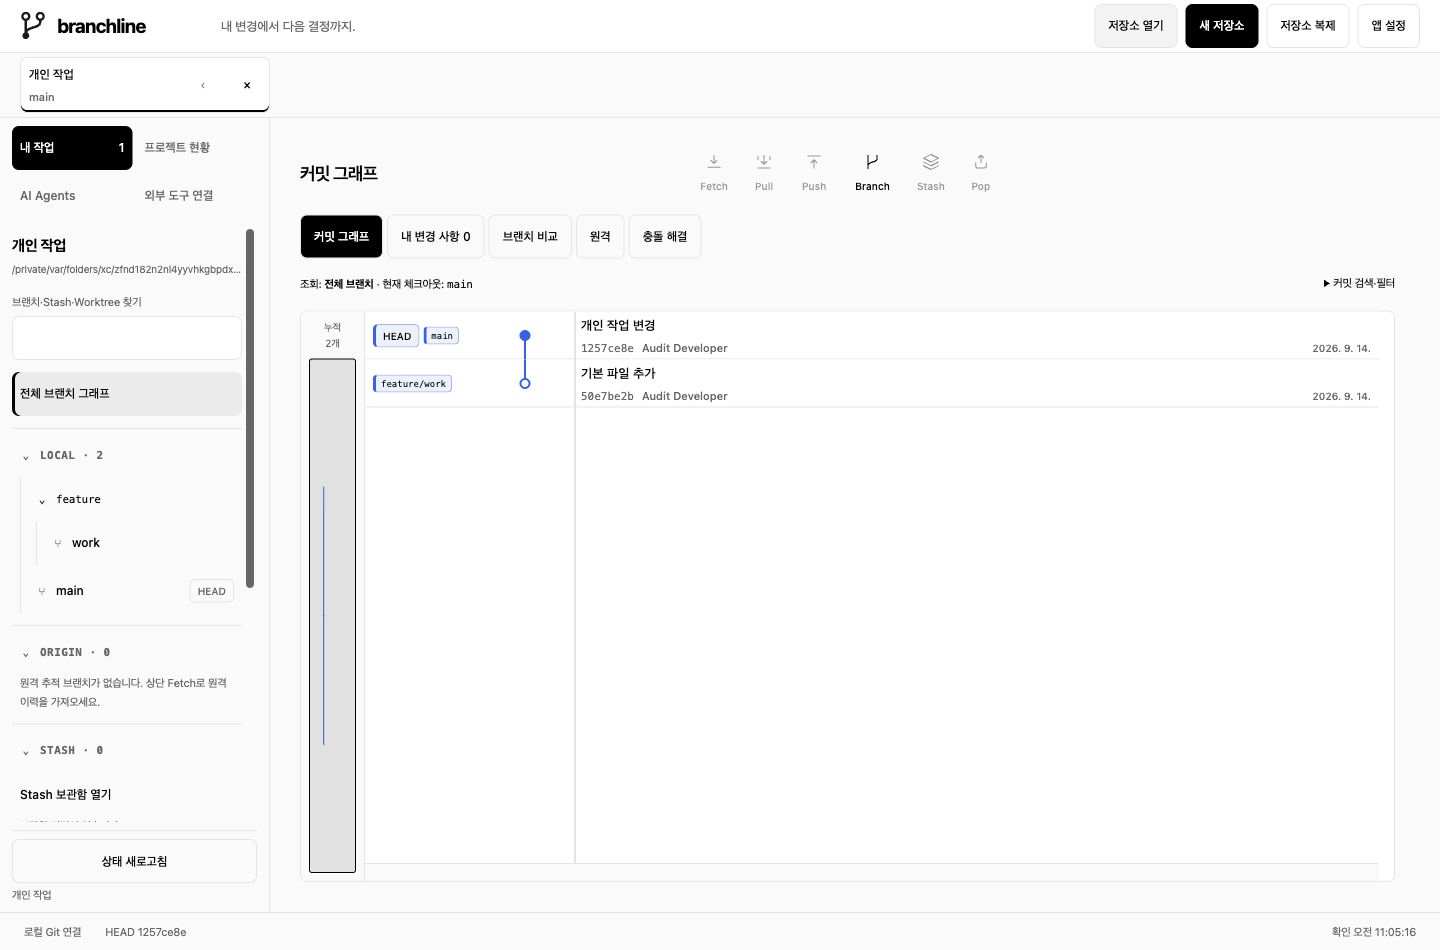 branchline
내 변경에서 다음 결정까지.
저장소 열기
새 저장소
저장소 복제
앱 설정
개인 작업
main
내 작업 1
프로젝트 현황
AI Agents
외부 도구 연결
개인 작업
/private/var/folders/xc/zfnd182n2nl4yyvhkgbpdx...
브랜치·Stash·Worktree 찾기
전체 브랜치 그래프
LOCAL · 2
feature
work
main HEAD
ORIGIN · 0
원격 추적 브랜치가 없습니다. 상단 Fetch로 원격
이력을 가져오세요.
STASH · 0
Stash 보관함 열기
상태 새로고침
개인 작업
커밋 그래프
Fetch
Pull
Push
Branch
Stash
Pop
커밋 그래프
내 변경 사항 0
브랜치 비교
원격
충돌 해결
조회: 전체 브랜치 · 현재 체크아웃: main
▶ 커밋 검색·필터
누적
2개
HEAD main
개인 작업 변경
1257ce8e Audit Developer 2026. 9. 14.
feature/work
기본 파일 추가
50e7be2b Audit Developer 2026. 9. 14.
로컬 Git 연결
HEAD 1257ce8e
확인 오전 11:05:16